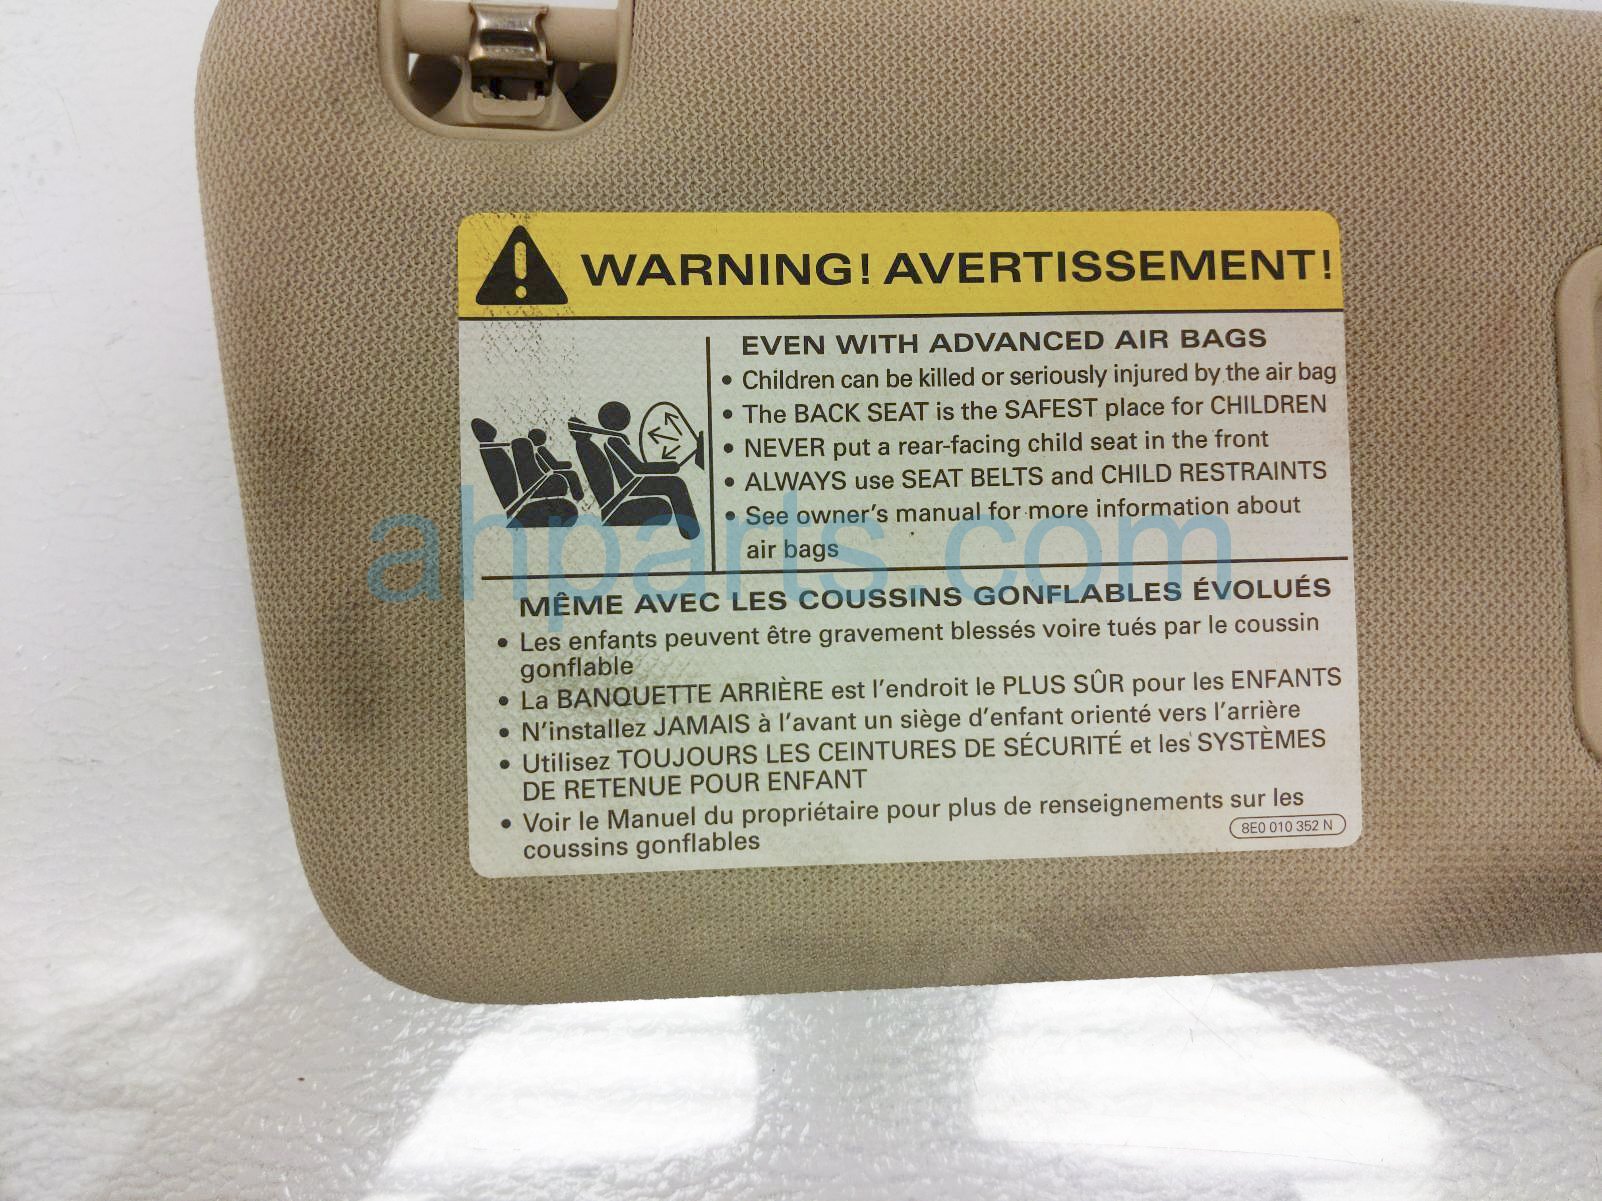 WARNING! AVERTISSEMENT!
EVEN WITH ADVANCED AIR BAGS
• Children can be killed or seriously injured by the air bag
• The BACK SEAT is the SAFEST place for CHILDREN
• NEVER put a rear-facing child seat in the front
• ALWAYS use SEAT BELTS and CHILD RESTRAINTS
• See owner's manual for more information about
air bags
MÊME AVEC LES COUSSINS GONFLABLES ÉVOLUÉS
• Les enfants peuvent être gravement blessés voire tués par le coussin
gonflable
• La BANQUETTE ARRIÈRE est l'endroit le PLUS SÛR pour les ENFANTS
• N'installez JAMAIS à l'avant un siège d'enfant orienté vers l'arrière
• Utilisez TOUJOURS LES CEINTURES DE SÉCURITÉ et les SYSTÈMES
DE RETENUE POUR ENFANT
• Voir le Manuel du propriétaire pour plus de renseignements sur les
coussins gonflables
8E0 010 352 N
ahparts.com